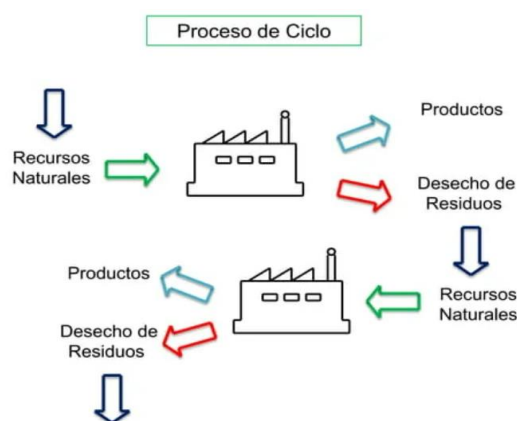 Proceso de Ciclo
Productos
Recursos
Naturales
Desecho de
Residuos
Productos
Recursos
Naturales
Desecho de
Residuos